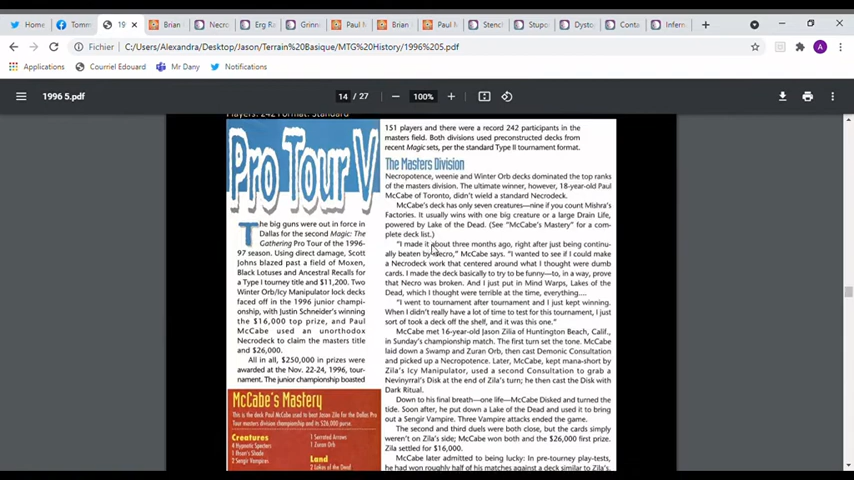 Home
Tomm
19
Brian
Necro
Erg Ra
Grinn
Paul M
Brian
Paul M
Stench
Stupo
Dysto
Conta
Infern
Fichier
C:/Users/Alexandra/Desktop/Jason/Terrain%20Basique/MTG%20History/1996%205.pdf
A
Applications
Courriel Edouard
Mr Dany
Notifications
1996 5.pdf
14 / 27
100%
Players: 242 Format: Standard
Pro Tour V
The big guns were out in force in
Dallas for the second Magic: The
Gathering Pro Tour of the 1996-
97 season. Using direct damage, Scott
Johns blazed past a field of Moxen,
Black Lotuses and Ancestral Recalls for
a Type I tourney title and $11,200. Two
Winter Orb/Icy Manipulator lock decks
faced off in the 1996 junior champi-
onship, with Justin Schneider's winning
the $16,000 top prize, and Paul
McCabe used an unorthodox
Necrodeck to claim the masters title
and $26,000.
All in all, $250,000 in prizes were
awarded at the Nov. 22-24, 1996, tour-
nament. The junior championship boasted
151 players and there were a record 242 participants in the
masters field. Both divisions used preconstructed decks from
recent Magic sets, per the standard Type II tournament format.
The Masters Division
Necropotence, weenie and Winter Orb decks dominated the top ranks
of the masters division. The ultimate winner, however, 18-year-old Paul
McCabe of Toronto, didn't wield a standard Necrodeck.
McCabe's deck has only seven creatures—nine if you count Mishra's
Factories. It usually wins with one big creature or a large Drain Life,
powered by Lake of the Dead. (See "McCabe's Mastery" for a com-
plete deck list.)
"I made it about three months ago, right after just being continu-
ally beaten by Necro," McCabe says. "I wanted to see if I could make
a Necrodeck work that centered around what I thought were dumb
cards. I made the deck basically to try to be funny—to, in a way, prove
that Necro was broken. And I just put in Mind Warps, Lakes of the
Dead, which I thought were terrible at the time, everything....
"I went to tournament after tournament and I just kept winning.
When I didn't really have a lot of time to test for this tournament, I just
sort of took a deck off the shelf, and it was this one."
McCabe met 16-year-old Jason Zilia of Huntington Beach, Calif.,
in Sunday's championship match. The first turn set the tone. McCabe
laid down a Swamp and Zuran Orb, then cast Demonic Consultation
and picked up a Necropotence. Later, McCabe, kept mana-short by
Zila's Icy Manipulator, used a second Consultation to grab a
Nevinyrral's Disk at the end of Zila's turn; he then cast the Disk with
Dark Ritual.
Down to his final breath—one life—McCabe Disked and turned the
tide. Soon after, he put down a Lake of the Dead and used it to bring
out a Sengir Vampire. Three Vampire attacks ended the game.
The second and third duels were both close, but the cards simply
weren't on Zila's side; McCabe won both and the $26,000 first prize.
Zila settled for $16,000.
McCabe later admitted to being lucky: In pre-tourney play-tests,
he had won roughly half of his matches against a deck similar to Zila's,
McCabe's Mastery
This is the deck Paul McCabe used to beat Jason Zila for the Dallas Pro
Tour masters division championship and its $26,000 purse.
Creatures
4 Hypnotic Specters
1 Ihsan's Shade
2 Sengir Vampires
1 Serrated Arrows
1 Zuran Orb
Land
2 Lakes of the Dead